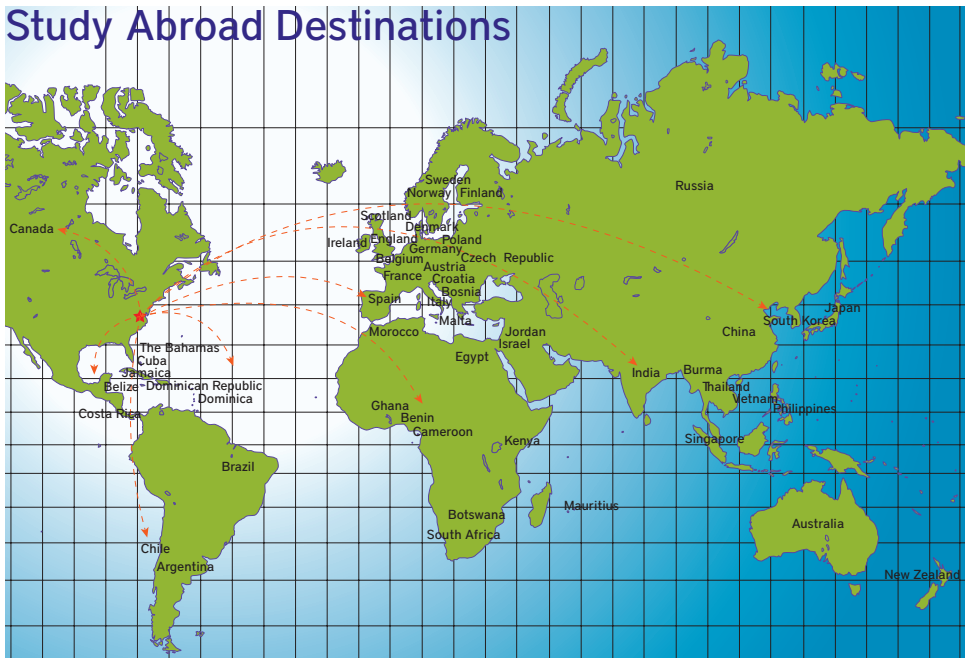 Study Abroad Destinations
Russia
Sweden
Norway Finland
Scotland
Canada
Denmark
Ireland England Poland
Germany
Belgium Czech Republic
Austria
France Croatia
Bosnia
Spain Italy
Japan
Malta South Korea
Morocco Jordan China
Israel
The Bahamas
Egypt
Cuba
Jamaica India Burma
Belize Dominican Republic Thailand
Dominica Vietnam
Ghana Philippines
Costa Rica Benin
Cameroon
Kenya Singapore
Brazil
Mauritius
Botswana
Australia
South Africa
Chile
Argentina
New Zealand